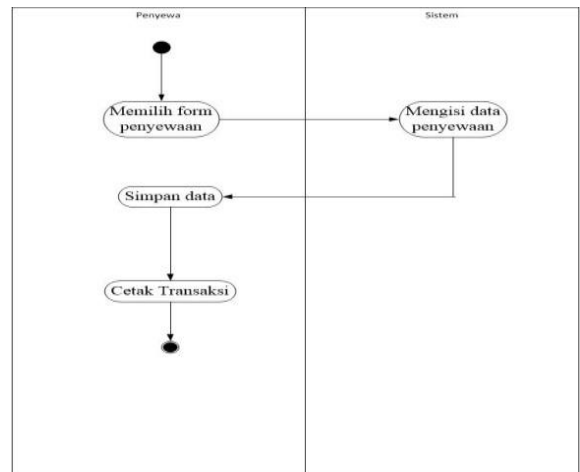 Penyewa
Sistem
Memilih form
penyewaan
Mengisi data
penyewaan
Simpan data
Cetak Transaksi